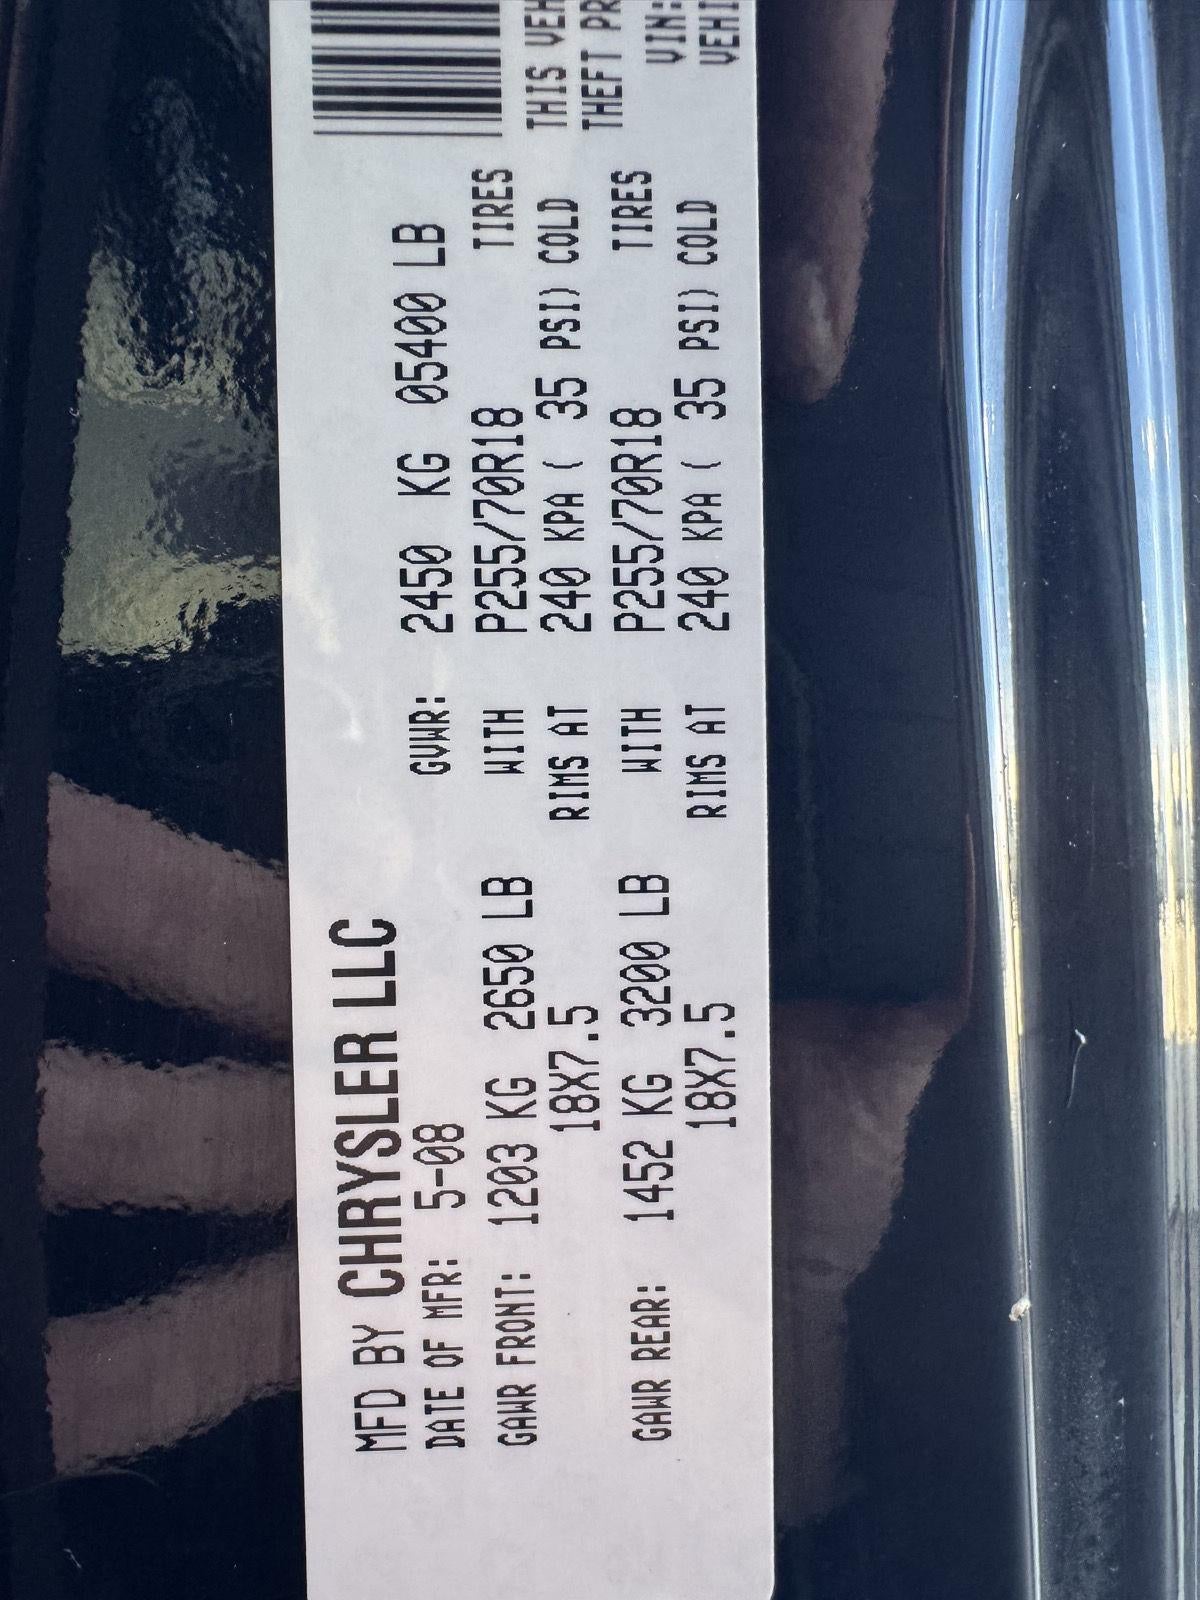 MFD BY CHRYSLER LLC
DATE OF MFR: 5-08 GVWR: 2450 KG 05400 LB
GAWR FRONT: 1203 KG 2650 LB WITH P255/70R18 TIRES
18X7.5 RIMS AT 240 KPA ( 35 PSI) COLD
GAWR REAR: 1452 KG 3200 LB WITH P255/70R18 TIRES
18X7.5 RIMS AT 240 KPA ( 35 PSI) COLD
THIS VEH
THEFT PR
VIN:
VEHI